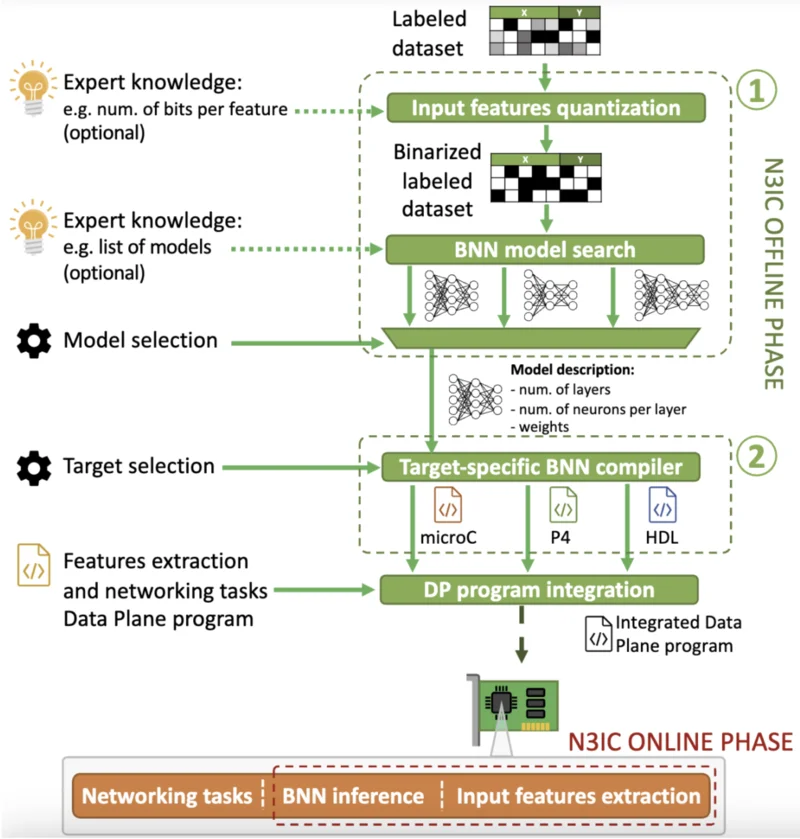 Labeled
dataset
X Y
Expert knowledge:
e.g. num. of bits per feature
(optional)
Input features quantization
1
Binarized
labeled
dataset
X Y
Expert knowledge:
e.g. list of models
(optional)
BNN model search
N3IC OFFLINE PHASE
Model selection
Model description:
- num. of layers
- num. of neurons per layer
- weights
Target selection
Target-specific BNN compiler
2
microC
P4
HDL
Features extraction
and networking tasks
Data Plane program
DP program integration
Integrated Data
Plane program
N3IC ONLINE PHASE
Networking tasks
BNN inference
Input features extraction